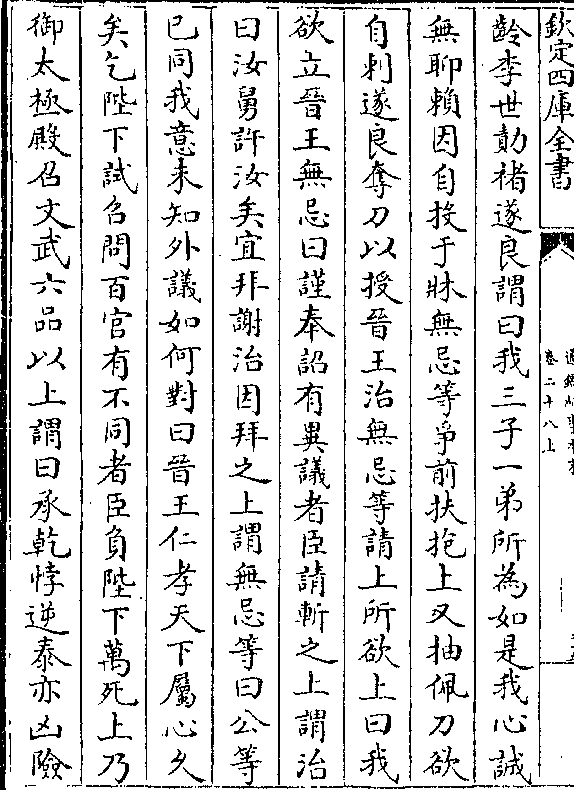 欽定四庫全書
卷二十八上
齡李世勣褚遂良謂曰我三子一弟所為如是我心誠
無聊賴因自投于牀無忌等爭前扶抱上又抽佩刀欲
自刺遂良奪刀以授晉王治無忌等請上所欲上曰我
欲立晉王無忌曰謹奉詔有異議者臣請斬之上謂治
曰汝舅許汝矣宜拜謝治因拜之上謂無忌等曰公等
已同我意未知外議如何對曰晉王仁孝天下屬心久
矣乞陛下試召問百官有不同者臣負陛下萬死上乃
御太極殿召文武六品以上謂曰承乾悖逆泰亦凶險